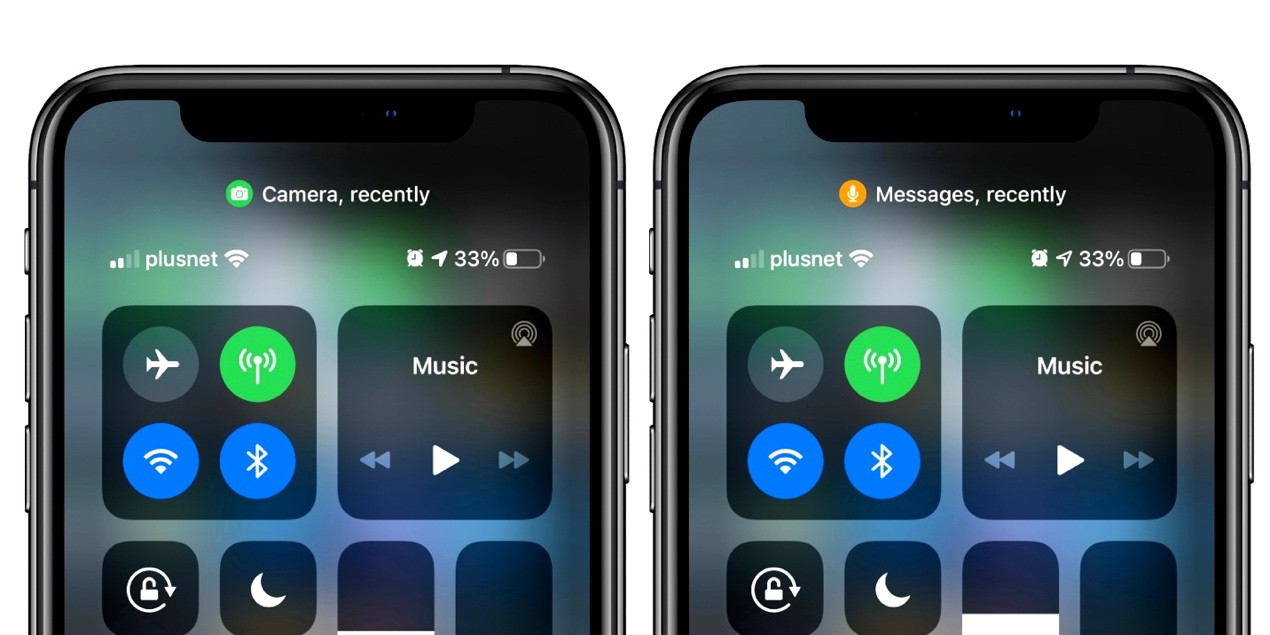 Camera, recently
plusnet 33%
Music
Messages, recently
plusnet 33%
Music